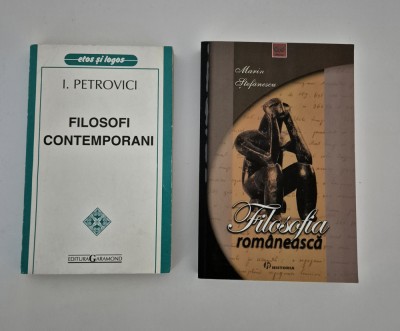 etos și logos
I. PETROVICI
FILOSOFI
CONTEMPORANI
EDITURA GARAMOND
Marin
Ștefănescu
Filosofia
românească